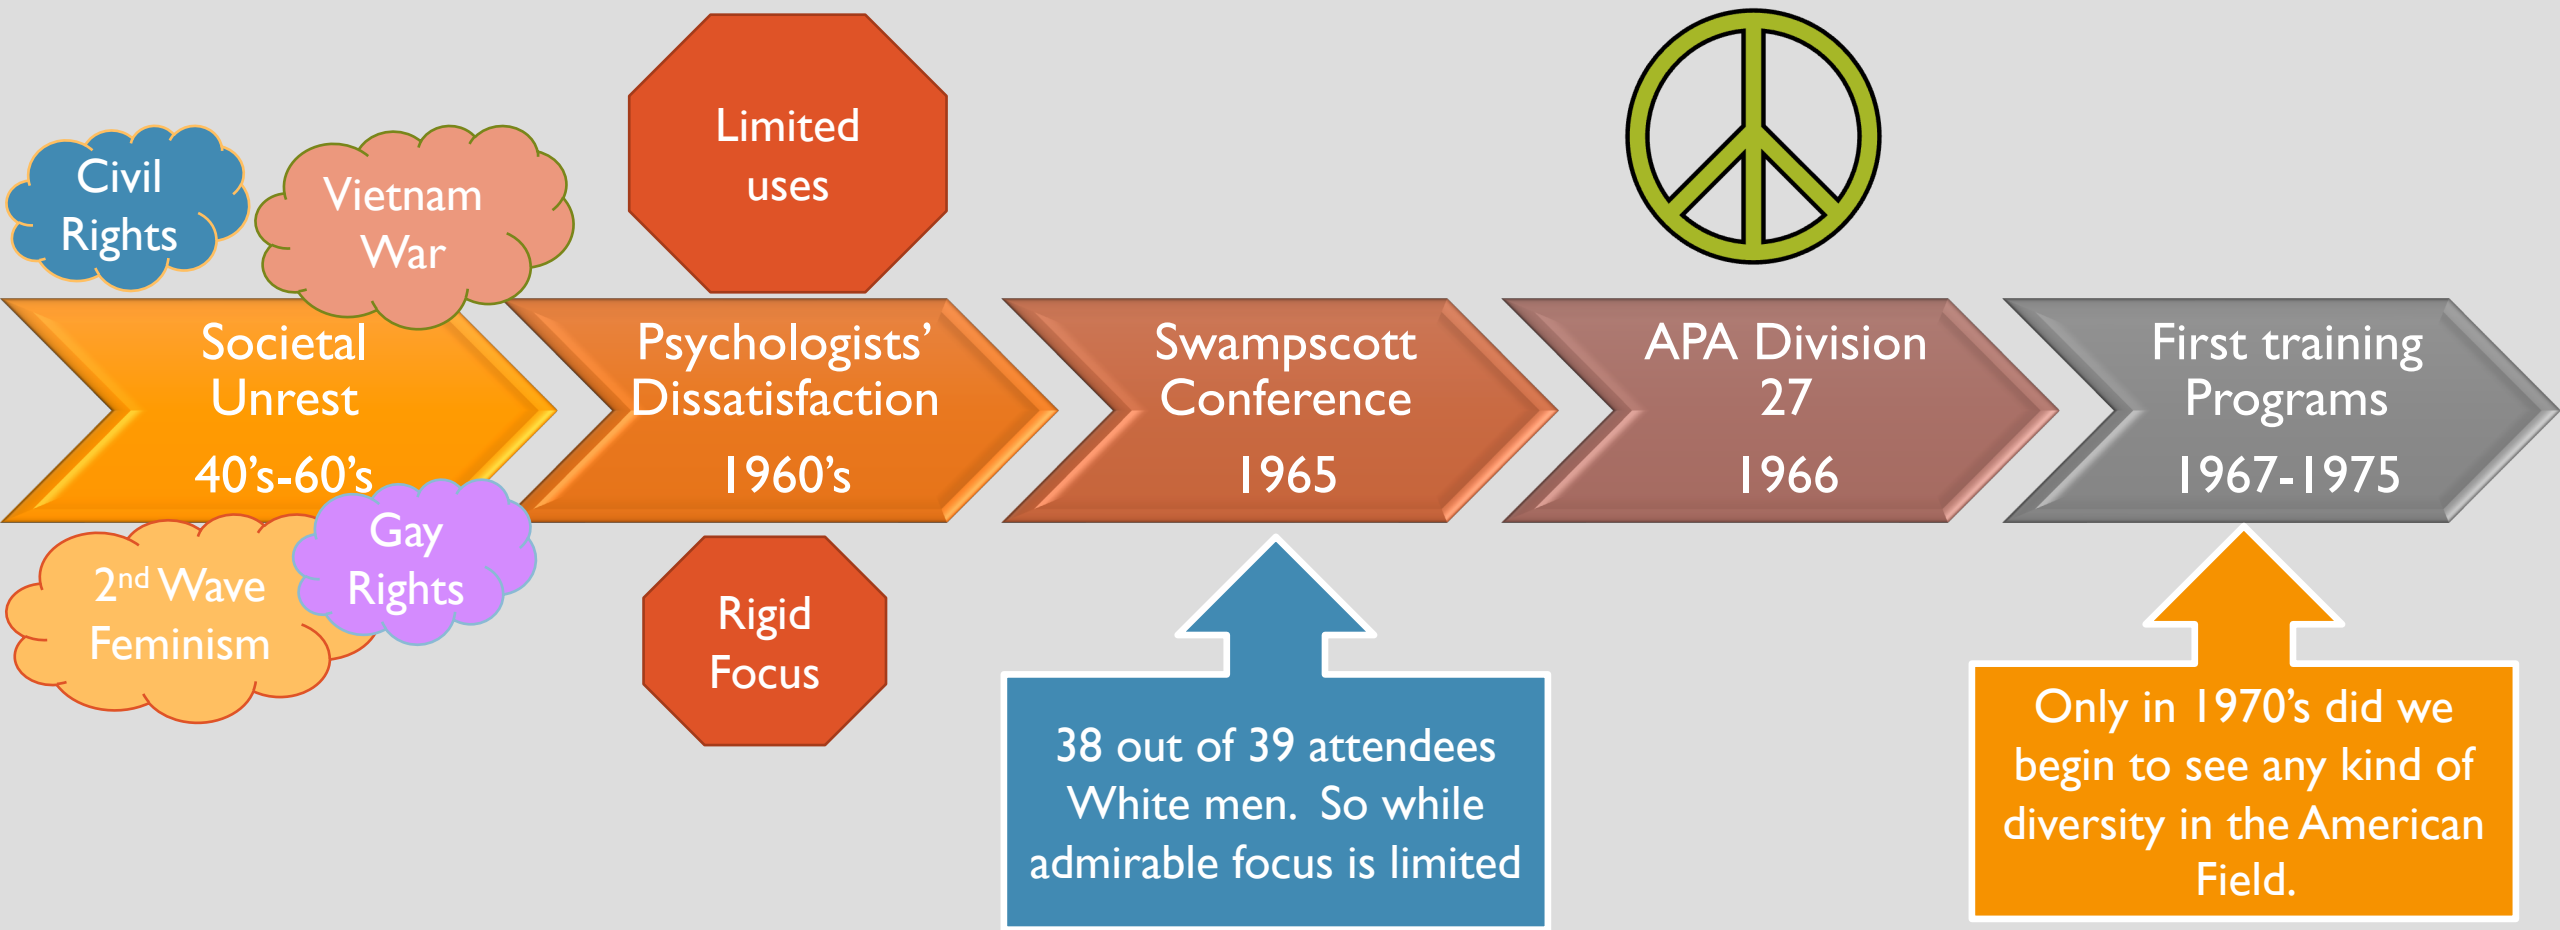 Civil
Rights
Vietnam
War
Societal
Unrest
40's-60's
2nd Wave
Feminism
Gay
Rights
Limited
uses
Psychologists’
Dissatisfaction
1960’s
Rigid
Focus
Swampscott
Conference
1965
38 out of 39 attendees
White men.  So while
admirable focus is limited
APA Division
27
1966
First training
Programs
1967-1975
Only in 1970’s did we
begin to see any kind of
diversity in the American
Field.